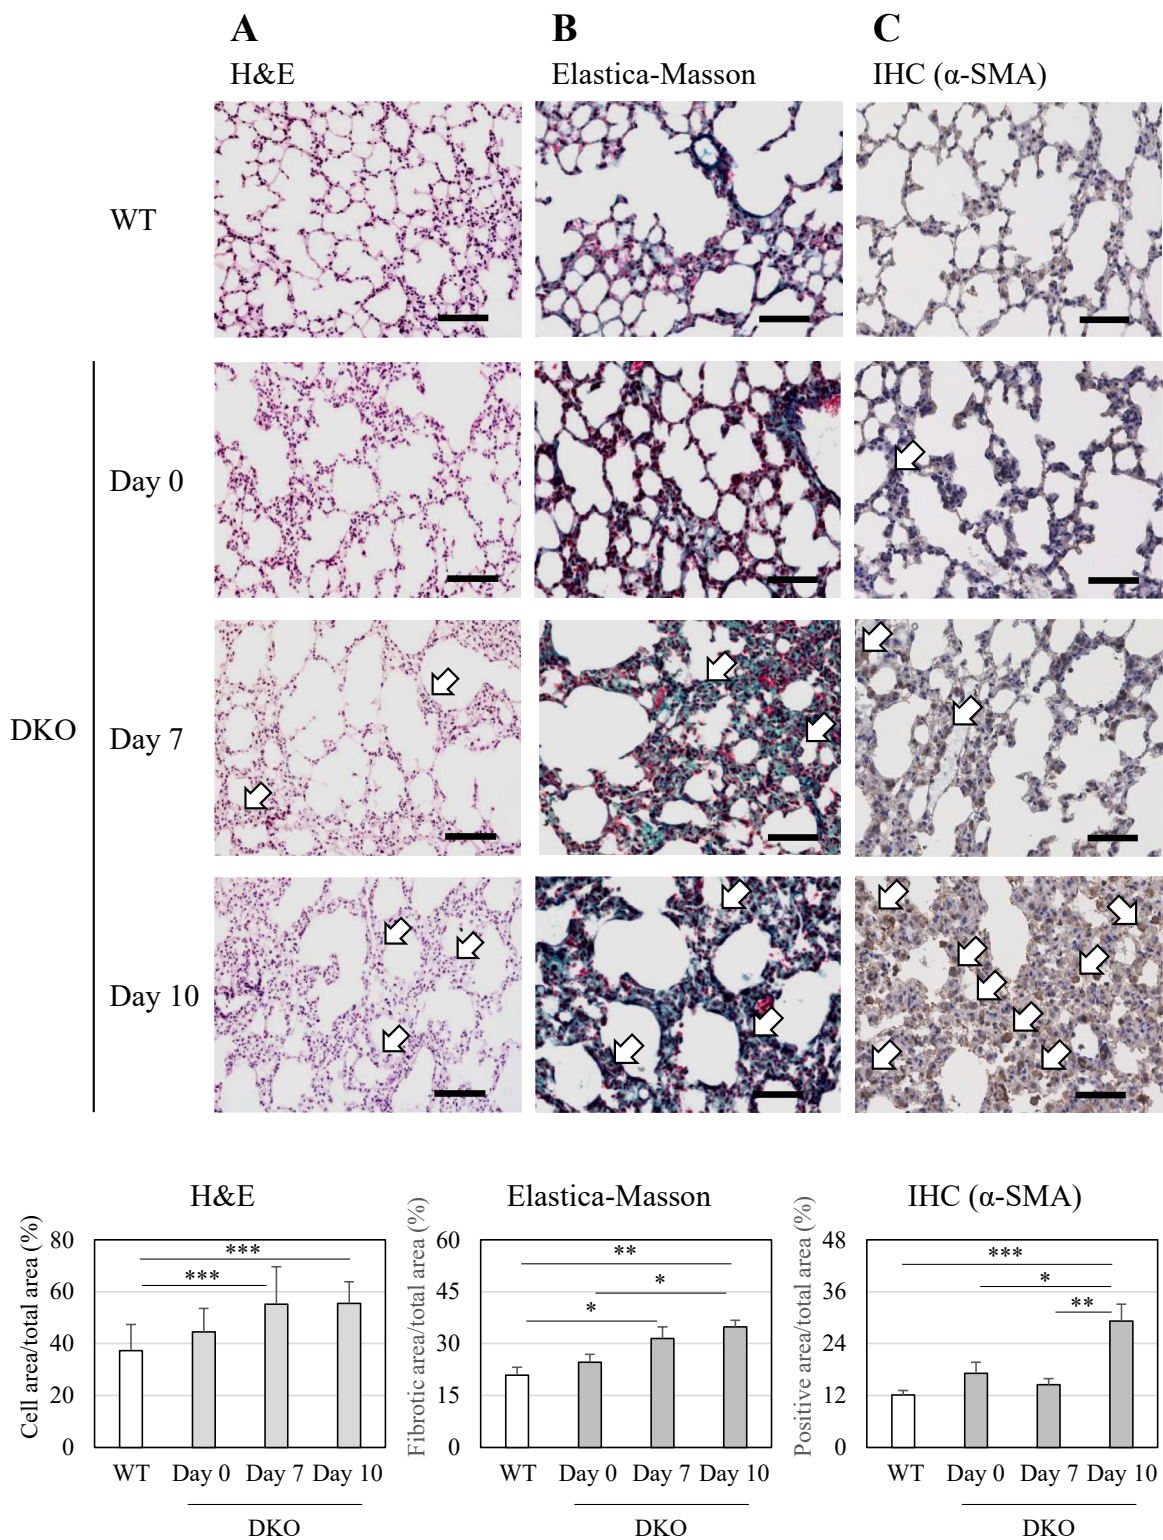 A B C
H&E Elastica-Masson IHC (α-SMA)
WT
Day 0
DKO
Day 7
Day 10
H&E
Cell area/total area (%)
80
60
40
20
0
***
***
WT Day 0 Day 7 Day 10
DKO
Elastica-Masson
Fibrotic area/total area (%)
60
45
30
15
0
**
*
*
WT Day 0 Day 7 Day 10
DKO
IHC (α-SMA)
Positive area/total area (%)
48
36
24
12
0
***
*
**
WT Day 0 Day 7 Day 10
DKO